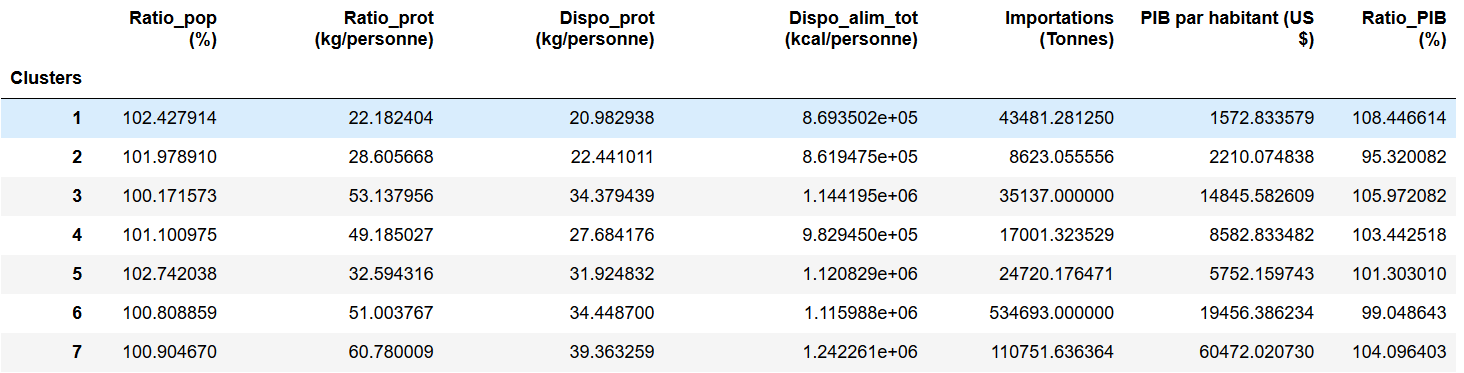 Ratio_pop Ratio_prot Dispo_prot Dispo_alim_tot Importations PIB par habitant (US Ratio_PIB
(%) (kg/personne) (kg/personne) (kcal/personne) (Tonnes) $) (%)
Clusters
1 102.427914 22.182404 20.982938 8.693502e+05 43481.281250 1572.833579 108.446614
2 101.978910 28.605668 22.441011 8.619475e+05 8623.055556 2210.074838 95.320082
3 100.171573 53.137956 34.379439 1.144195e+06 35137.000000 14845.582609 105.972082
4 101.100975 49.185027 27.684176 9.829450e+05 17001.323529 8582.833482 103.442518
5 102.742038 32.594316 31.924832 1.120829e+06 24720.176471 5752.159743 101.303010
6 100.808859 51.003767 34.448700 1.115988e+06 534693.000000 19456.386234 99.048643
7 100.904670 60.780009 39.363259 1.242261e+06 110751.636364 60472.020730 104.096403